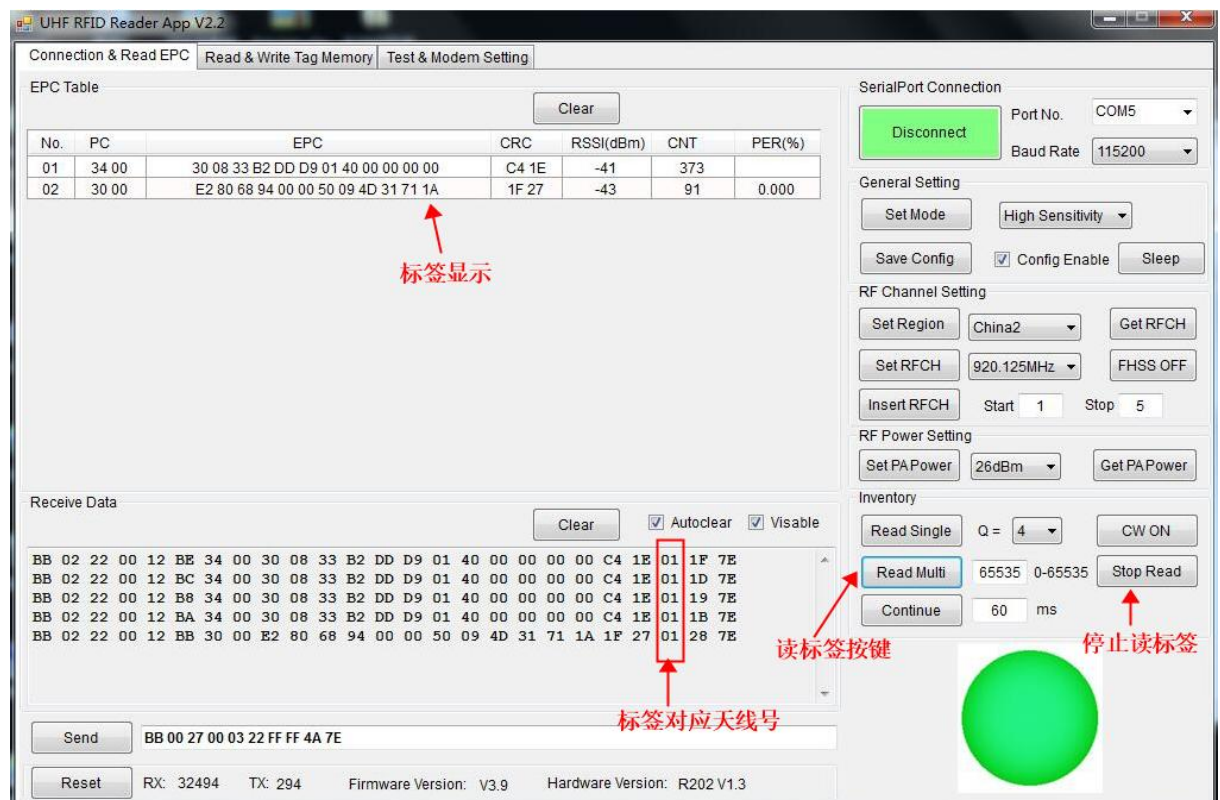 UHF RFID Reader App V2.2
Connection & Read EPC Read & Write Tag Memory Test & Modem Setting
EPC Table
Clear
No. PC EPC CRC RSSI(dBm) CNT PER(%)
01 34 00 30 08 33 B2 DD D9 01 40 00 00 00 00 C4 1E -41 373
02 30 00 E2 80 68 94 00 00 50 09 4D 31 71 1A 1F 27 -43 91 0.000
标签显示
SerialPort Connection
Disconnect
Port No. COM5
Baud Rate 115200
General Setting
Set Mode High Sensitivity
Save Config Config Enable Sleep
RF Channel Setting
Set Region China2 Get RFCH
Set RFCH 920.125MHz FHSS OFF
Insert RFCH Start 1 Stop 5
RF Power Setting
Set PA Power 26dBm Get PA Power
Inventory
Read Single Q = 4 CW ON
Read Multi 65535 0-65535 Stop Read
Continue 60 ms
读标签按键
停止读标签
Receive Data
Clear Autoclear Visable
BB 02 22 00 12 BE 34 00 30 08 33 B2 DD D9 01 40 00 00 00 00 C4 1E 01 1F 7E
BB 02 22 00 12 BC 34 00 30 08 33 B2 DD D9 01 40 00 00 00 00 C4 1E 01 1D 7E
BB 02 22 00 12 B8 34 00 30 08 33 B2 DD D9 01 40 00 00 00 00 C4 1E 01 19 7E
BB 02 22 00 12 BA 34 00 30 08 33 B2 DD D9 01 40 00 00 00 00 C4 1E 01 1B 7E
BB 02 22 00 12 BB 30 00 E2 80 68 94 00 00 50 09 4D 31 71 1A 1F 27 01 28 7E
标签对应天线号
Send BB 00 27 00 03 22 FF FF 4A 7E
Reset RX: 32494 TX: 294 Firmware Version: V3.9 Hardware Version: R202 V1.3